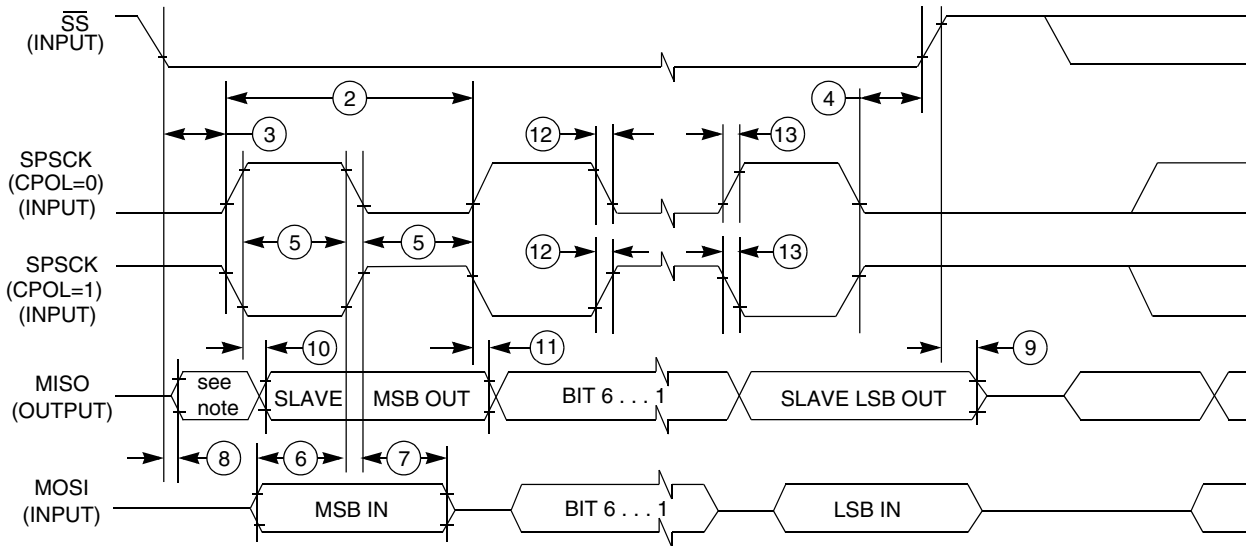 SS
(INPUT)
2
4
3
12
13
SPSCK
(CPOL=0)
(INPUT)
5
5
12
13
SPSCK
(CPOL=1)
(INPUT)
10
11
9
MISO
(OUTPUT)
see
note
SLAVE
MSB OUT
BIT 6 . . . 1
SLAVE LSB OUT
8
6
7
MOSI
(INPUT)
MSB IN
BIT 6 . . . 1
LSB IN